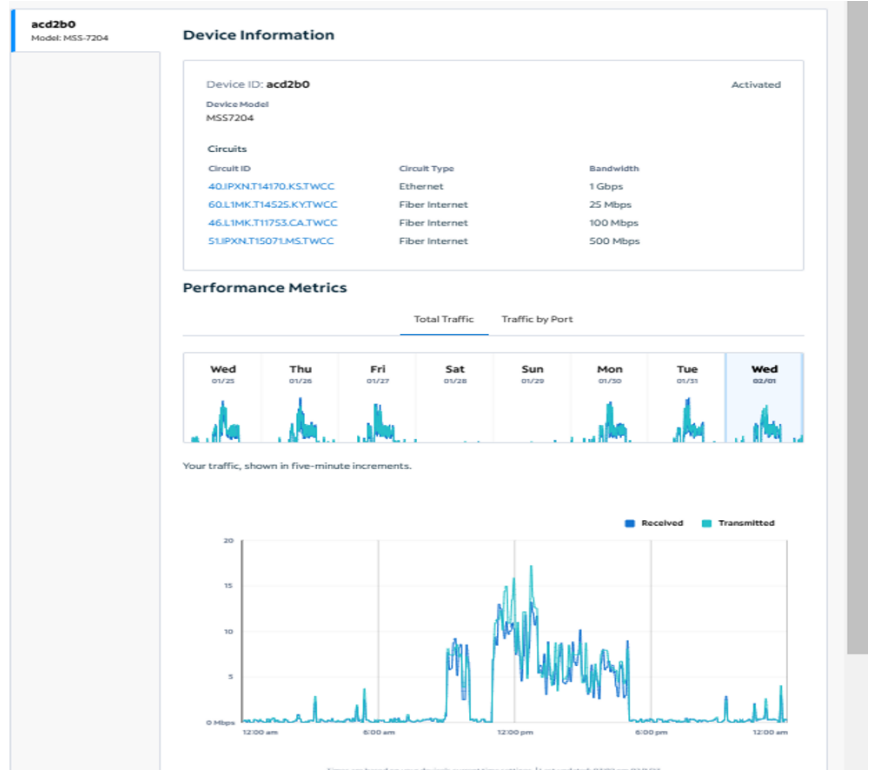 acd2b0
Model: MSS-7204
Device Information
Device ID: acd2b0
Activated
Device Model
MSS7204
Circuits
Circuit ID Circuit Type Bandwidth
40.IPXN.T14170.KS.TWCC Ethernet 1 Gbps
60.L1MK.T14525.KY.TWCC Fiber Internet 25 Mbps
46.L1MK.T11753.CA.TWCC Fiber Internet 100 Mbps
51.IPXN.T15071.MS.TWCC Fiber Internet 500 Mbps
Performance Metrics
Total Traffic Traffic by Port
Wed Thu Fri Sat Sun Mon Tue Wed
01/25 01/26 01/27 01/28 01/29 01/30 01/31 02/01
Your traffic, shown in five-minute increments.
Received Transmitted
20
15
10
5
0 Mbps
12:00 am 6:00 am 12:00 pm 6:00 pm 12:00 am